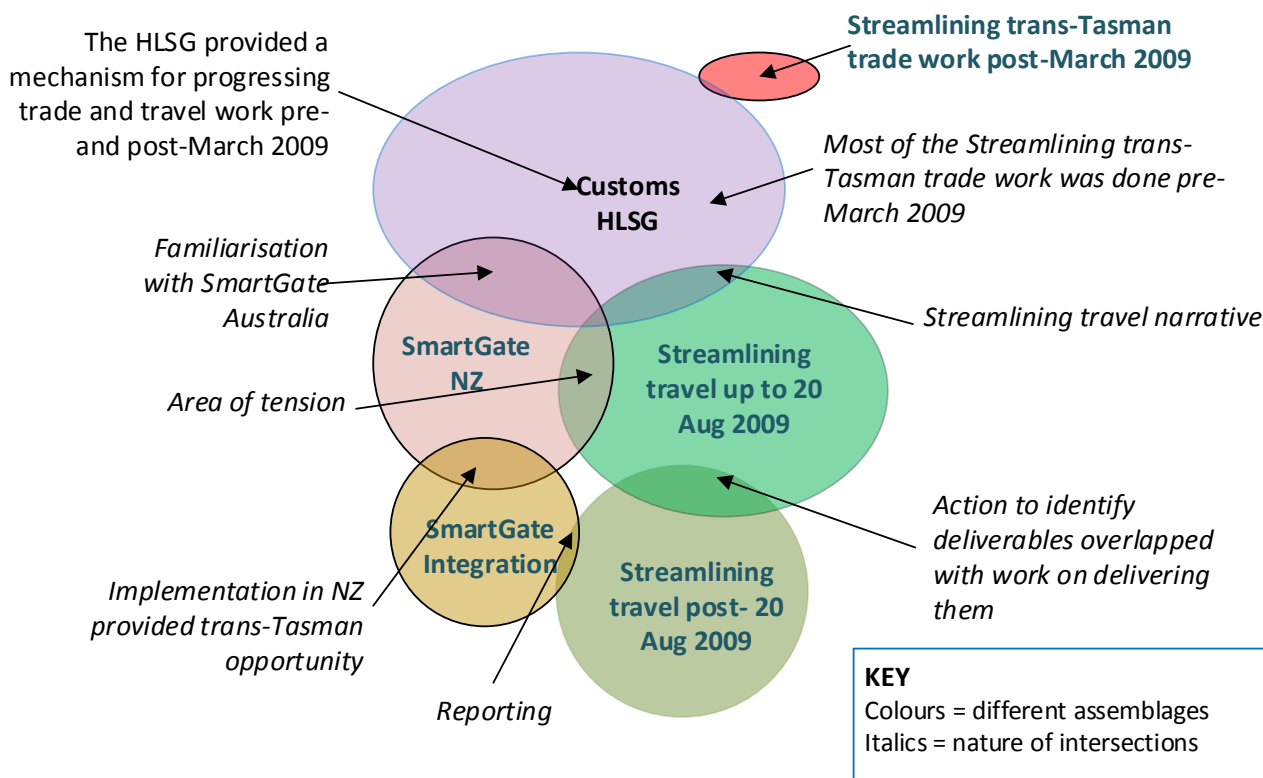 The HLSG provided a
mechanism for progressing
trade and travel work pre-
and post-March 2009
Streamlining trans-Tasman
trade work post-March 2009
Most of the Streamlining trans-
Tasman trade work was done pre-
March 2009
Customs
HLSG
Familiarisation
with SmartGate
Australia
Streamlining travel narrative
SmartGate
NZ
Streamlining
travel up to 20
Aug 2009
Area of tension
SmartGate
Integration
Action to identify
deliverables overlapped
with work on delivering
them
Streamlining
travel post- 20
Aug 2009
Implementation in NZ
provided trans-Tasman
opportunity
Reporting
KEY
Colours = different assemblages
Italics = nature of intersections